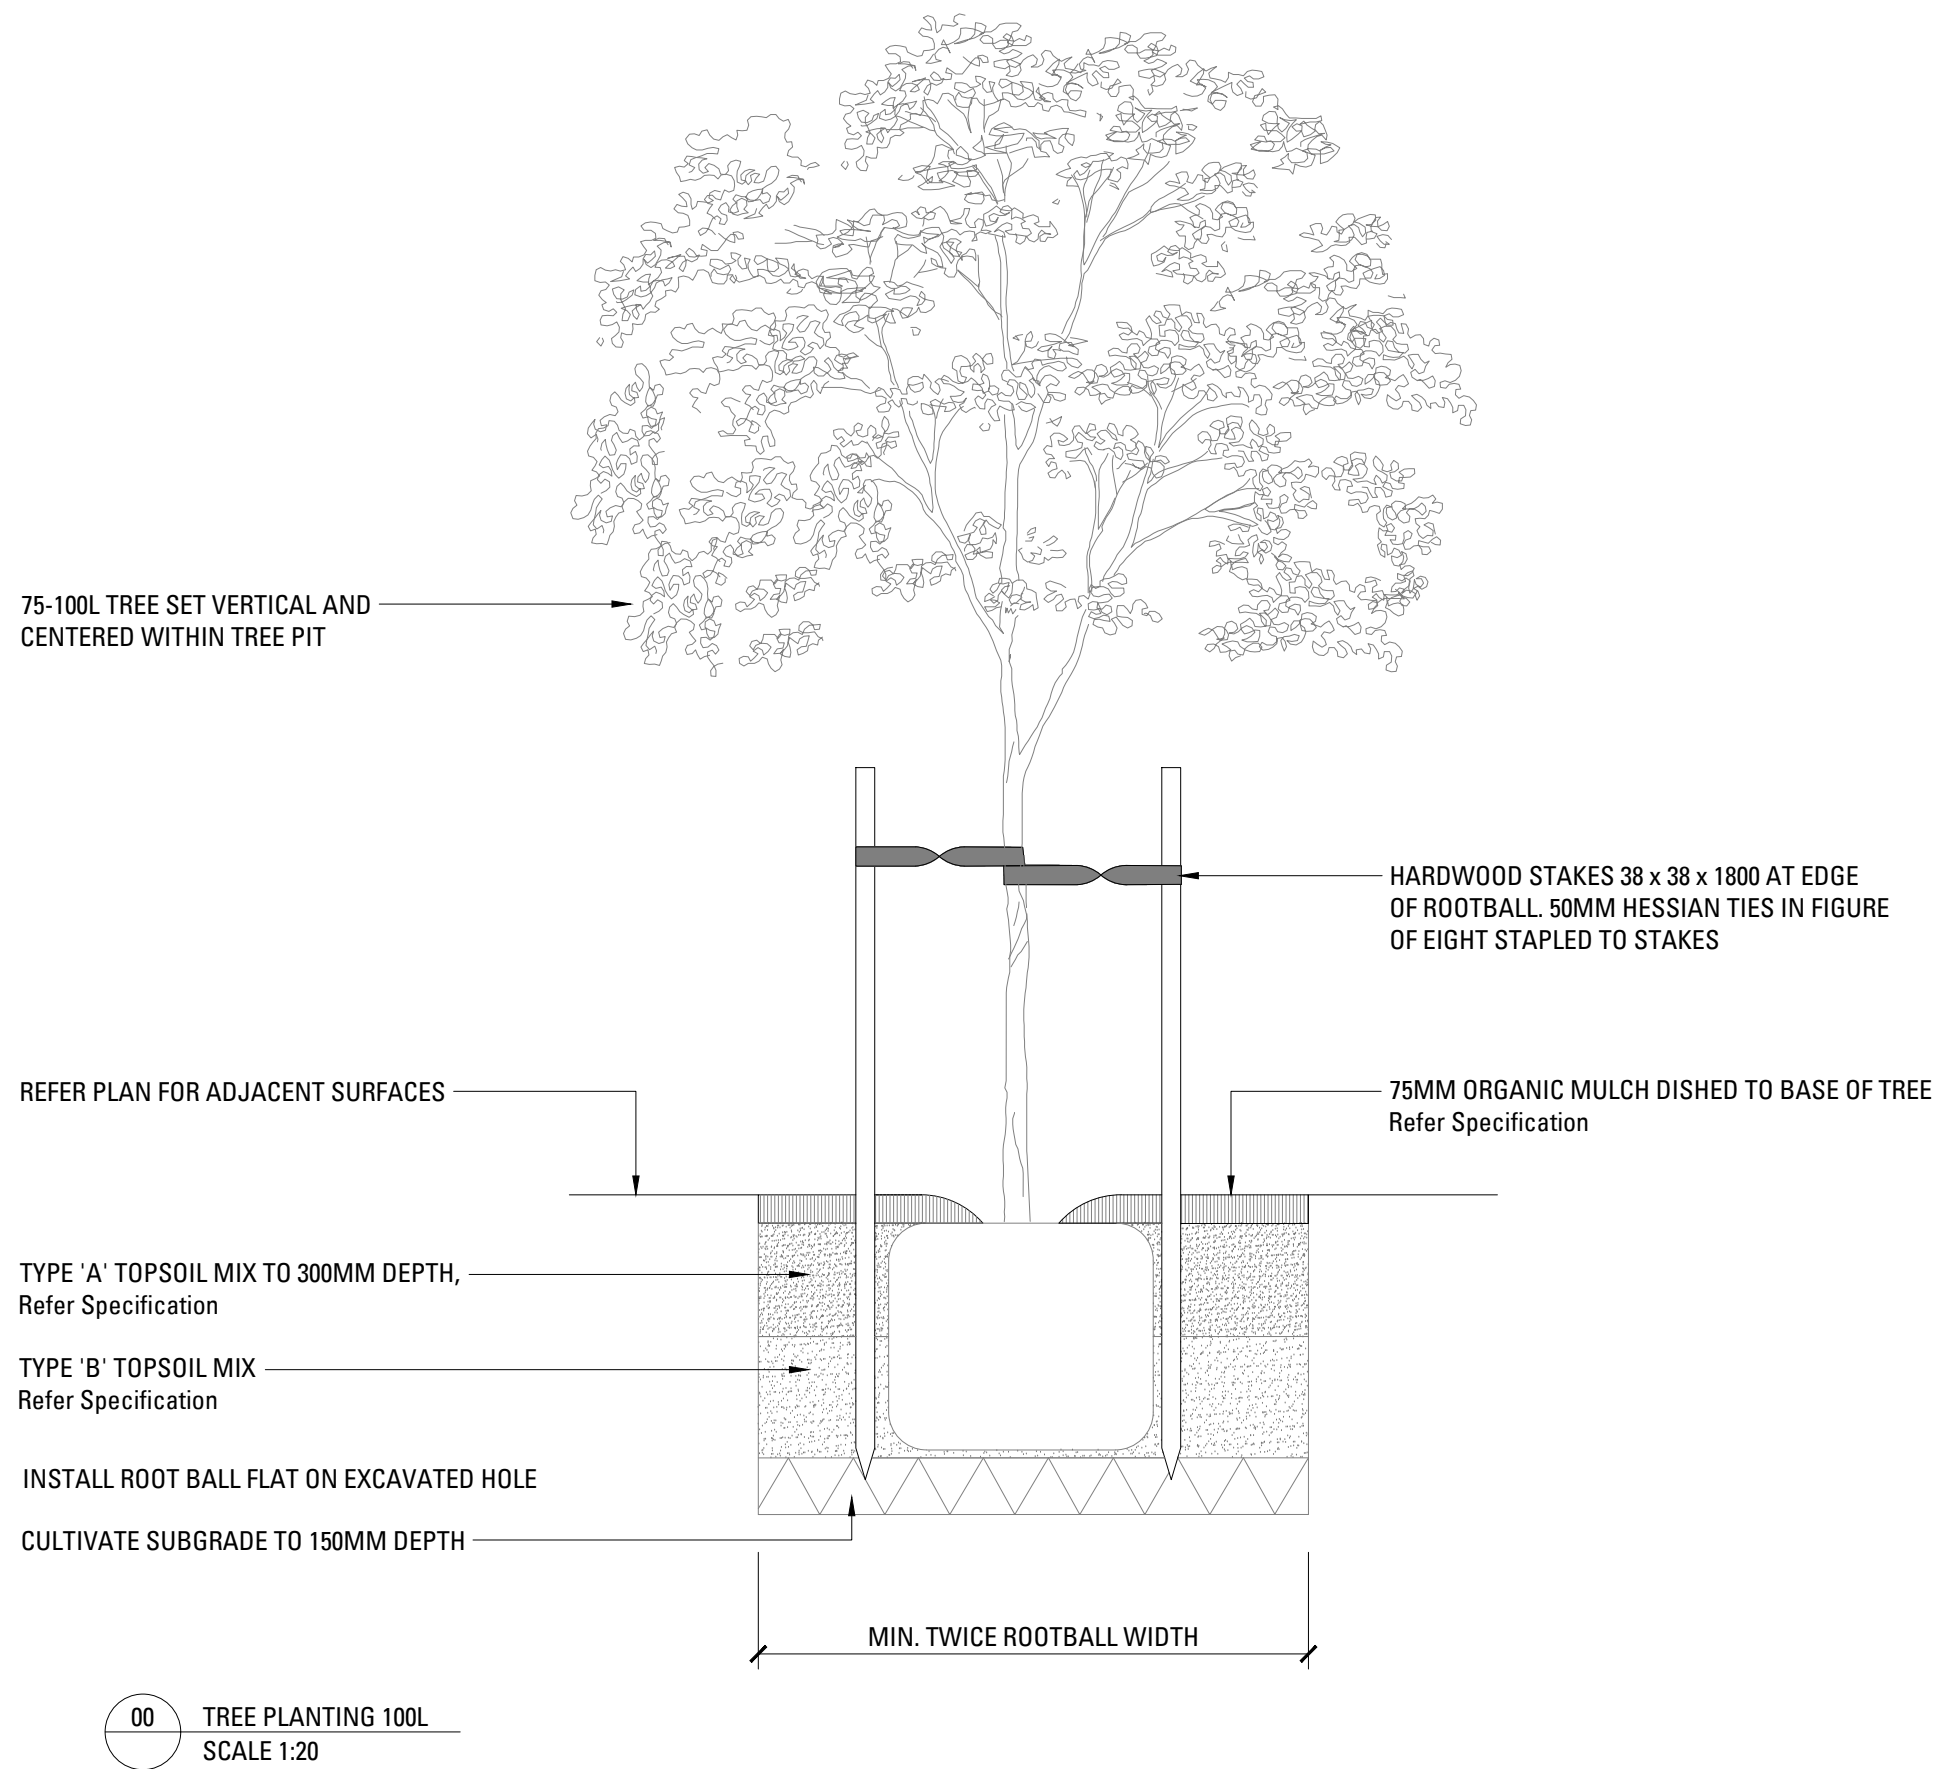 75-100L TREE SET VERTICAL AND
CENTERED WITHIN TREE PIT
HARDWOOD STAKES 38 x 38 x 1800 AT EDGE
OF ROOTBALL. 50MM HESSIAN TIES IN FIGURE
OF EIGHT STAPLED TO STAKES
REFER PLAN FOR ADJACENT SURFACES
75MM ORGANIC MULCH DISHED TO BASE OF TREE
Refer Specification
TYPE 'A' TOPSOIL MIX TO 300MM DEPTH,
Refer Specification
TYPE 'B' TOPSOIL MIX
Refer Specification
INSTALL ROOT BALL FLAT ON EXCAVATED HOLE
CULTIVATE SUBGRADE TO 150MM DEPTH
MIN. TWICE ROOTBALL WIDTH
00
TREE PLANTING 100L
SCALE 1:20